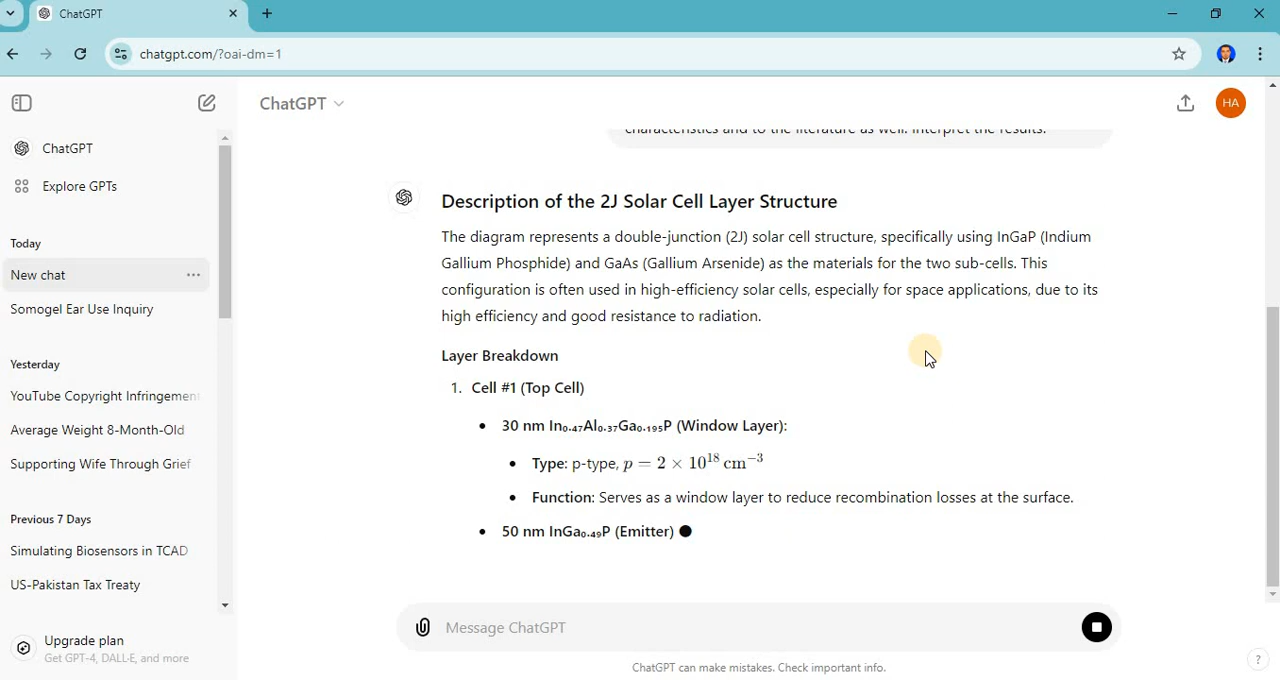 ChatGPT
chatgpt.com/?oai-dm=1
ChatGPT
HA
ChatGPT
Explore GPTs
Today
New chat
Somogel Ear Use Inquiry
Yesterday
YouTube Copyright Infringemen
Average Weight 8-Month-Old
Supporting Wife Through Grief
Previous 7 Days
Simulating Biosensors in TCAD
US-Pakistan Tax Treaty
Upgrade plan
Get GPT-4, DALL·E, and more
characteristics and to the literature as well. Interpret the results.
Description of the 2J Solar Cell Layer Structure
The diagram represents a double-junction (2J) solar cell structure, specifically using InGaP (Indium
Gallium Phosphide) and GaAs (Gallium Arsenide) as the materials for the two sub-cells. This
configuration is often used in high-efficiency solar cells, especially for space applications, due to its
high efficiency and good resistance to radiation.
Layer Breakdown
1. Cell #1 (Top Cell)
• 30 nm In₀.₄₇Al₀.₃₇Ga₀.₁₉₅P (Window Layer):
• Type: p-type, p = 2 × 10¹⁸ cm⁻³
• Function: Serves as a window layer to reduce recombination losses at the surface.
• 50 nm InGa₀.₄₉P (Emitter)
Message ChatGPT
ChatGPT can make mistakes. Check important info.
?